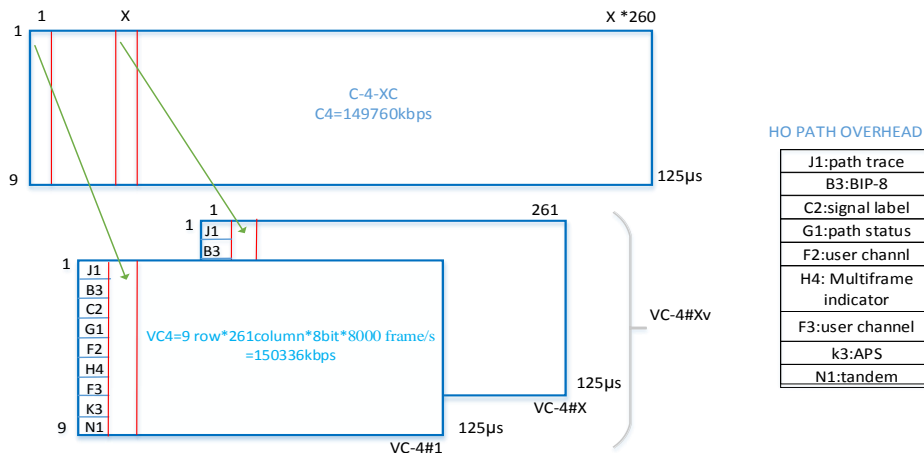 1 X X *260
1
C-4-XC
C4=149760kbps
9
125µs
1 261
1
J1
B3
1
J1
B3
C2
G1
F2
H4
F3
K3
N1
9
VC4=9 row*261column*8bit*8000 frame/s
=150336kbps
125µs
VC-4#X
125µs
VC-4#1
VC-4#Xv
HO PATH OVERHEAD
J1:path trace
B3:BIP-8
C2:signal label
G1:path status
F2:user channl
H4: Multiframe
indicator
F3:user channel
k3:APS
N1:tandem